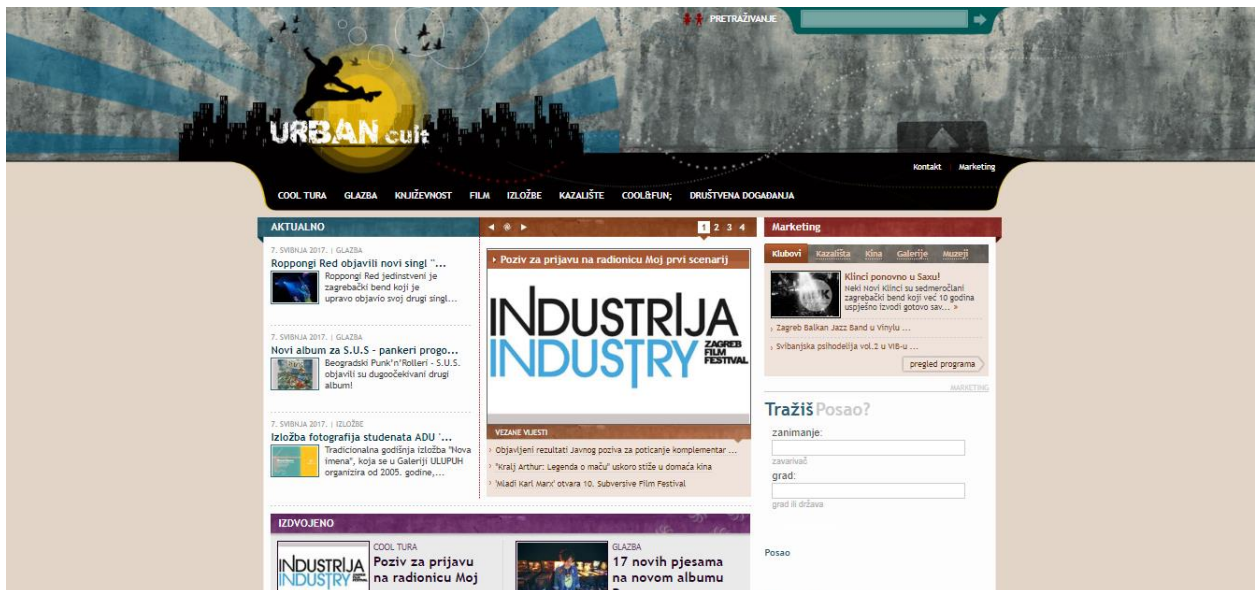 PRETRAŽIVANJE
URBAN cult
Kontakt Marketing
COOL TURA GLAZBA KNJIŽEVNOST FILM IZLOŽBE KAZALIŠTE COOL&FUN; DRUŠTVENA DOGAĐANJA
AKTUALNO
7. SVIBNJA 2017. | GLAZBA
Roppongi Red objavili novi singl "...
Roppongi Red jedinstveni je
zagrebački bend koji je
upravo objavio svoj drugi singl...
7. SVIBNJA 2017. | GLAZBA
Novi album za S.U.S - pankeri progo...
Beogradski Punk'n'Rolleri - S.U.S.
objavili su dugoočekivani drugi
album!
7. SVIBNJA 2017. | IZLOŽBE
Izložba fotografija studenata ADU '...
Tradicionalna godišnja izložba "Nova
imena", koja se u Galeriji ULUPUH
organizira od 2005. godine,...
1 2 3 4
Poziv za prijavu na radionicu Moj prvi scenarij
INDUSTRIJA
INDUSTRY
ZAGREB
FILM
FESTIVAL
VEZANE VIJESTI
Objavljeni rezultati Javnog poziva za poticanje komplementar ...
"Kralj Arthur: Legenda o maču" uskoro stiže u domaća kina
'Mladi Karl Marx' otvara 10. Subversive Film Festival
Marketing
Klubovi Kazališta Kina Galerije Muzeji
Klinci ponovno u Saxu!
Neki Novi Klinci su sedmeročlani
zagrebački bend koji već 10 godina
uspješno izvodi gotovo sav... »
Zagreb Balkan Jazz Band u Vinylu ...
Svibanjska psihodelija vol.2 u VIB-u ...
pregled programa
MARKETING
Tražiš Posao?
zanimanje:
zavarivač
grad:
grad ili država
Posao
IZDVOJENO
INDUSTRIJA
INDUSTRY
COOL TURA
Poziv za prijavu
na radionicu Moj
GLAZBA
17 novih pjesama
na novom albumu